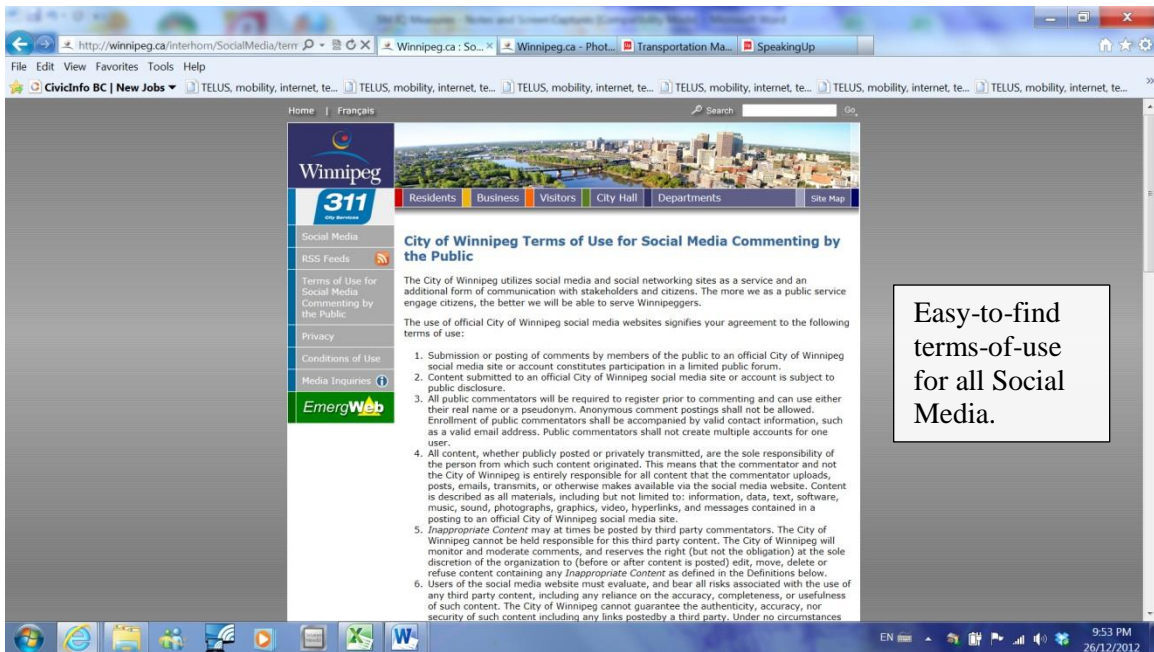 http://winnipeg.ca/interhom/SocialMedia/term
Winnipeg.ca : So...
Winnipeg.ca - Phot...
Transportation Ma...
SpeakingUp
File Edit View Favorites Tools Help
CivicInfo BC | New Jobs
TELUS, mobility, internet, te...
TELUS, mobility, internet, te...
TELUS, mobility, internet, te...
TELUS, mobility, internet, te...
TELUS, mobility, internet, te...
TELUS, mobility, internet, te...
Home | Français
Search
Go
Winnipeg
311
City Services
Residents Business Visitors City Hall Departments Site Map
Social Media
RSS Feeds
Terms of Use for
Social Media
Commenting by
the Public
Privacy
Conditions of Use
Media Inquiries
EmergWeb
City of Winnipeg Terms of Use for Social Media Commenting by
the Public
The City of Winnipeg utilizes social media and social networking sites as a service and an
additional form of communication with stakeholders and citizens. The more we as a public service
engage citizens, the better we will be able to serve Winnipeggers.
The use of official City of Winnipeg social media websites signifies your agreement to the following
terms of use:
1. Submission or posting of comments by members of the public to an official City of Winnipeg
social media site or account constitutes participation in a limited public forum.
2. Content submitted to an official City of Winnipeg social media site or account is subject to
public disclosure.
3. All public commentators will be required to register prior to commenting and can use either
their real name or a pseudonym. Anonymous comment postings shall not be allowed.
Enrollment of public commentators shall be accompanied by valid contact information, such
as a valid email address. Public commentators shall not create multiple accounts for one
user.
4. All content, whether publicly posted or privately transmitted, are the sole responsibility of
the person from which such content originated. This means that the commentator and not
the City of Winnipeg is entirely responsible for all content that the commentator uploads,
posts, emails, transmits, or otherwise makes available via the social media website. Content
is described as all materials, including but not limited to: information, data, text, software,
music, sound, photographs, graphics, video, hyperlinks, and messages contained in a
posting to an official City of Winnipeg social media site.
5. Inappropriate Content may at times be posted by third party commentators. The City of
Winnipeg cannot be held responsible for this third party content. The City of Winnipeg will
monitor and moderate comments, and reserves the right (but not the obligation) at the sole
discretion of the organization to (before or after content is posted) edit, move, delete or
refuse content containing any Inappropriate Content as defined in the Definitions below.
6. Users of the social media website must evaluate, and bear all risks associated with the use of
any third party content, including any reliance on the accuracy, completeness, or usefulness
of such content. The City of Winnipeg cannot guarantee the authenticity, accuracy, nor
security of such content including any links postedby a third party. Under no circumstances
Easy-to-find
terms-of-use
for all Social
Media.
EN
9:53 PM
26/12/2012